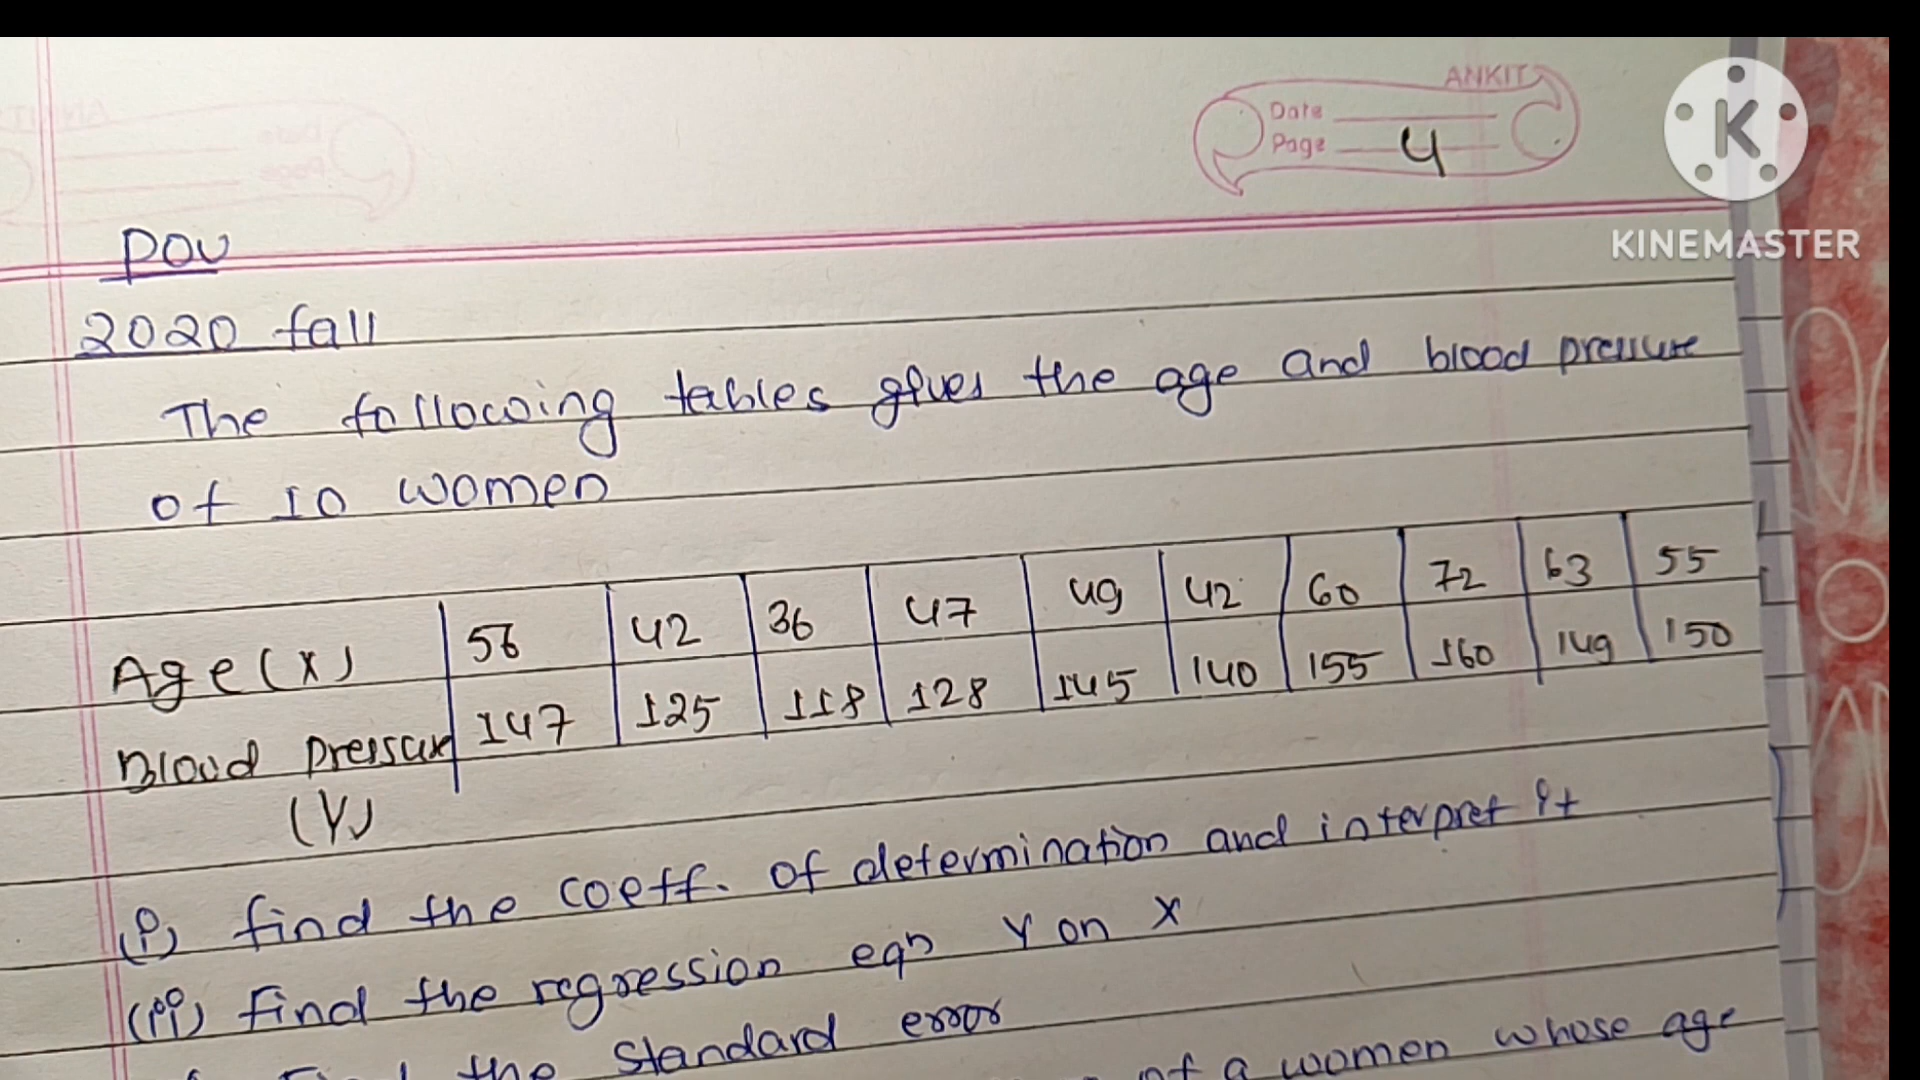 ANKIT
Date
Page 4
KINEMASTER
POU
2020 fall
The following tables gives the age and blood pressure
of 10 women
Age (X) 56 42 36 47 49 42 60 72 63 55
Blood pressure 147 125 118 128 145 140 155 160 149 150
(Y)
(i) find the coeff. of determination and interpret it
(ii) find the regression eqn Y on X
the standard error
of a women whose age